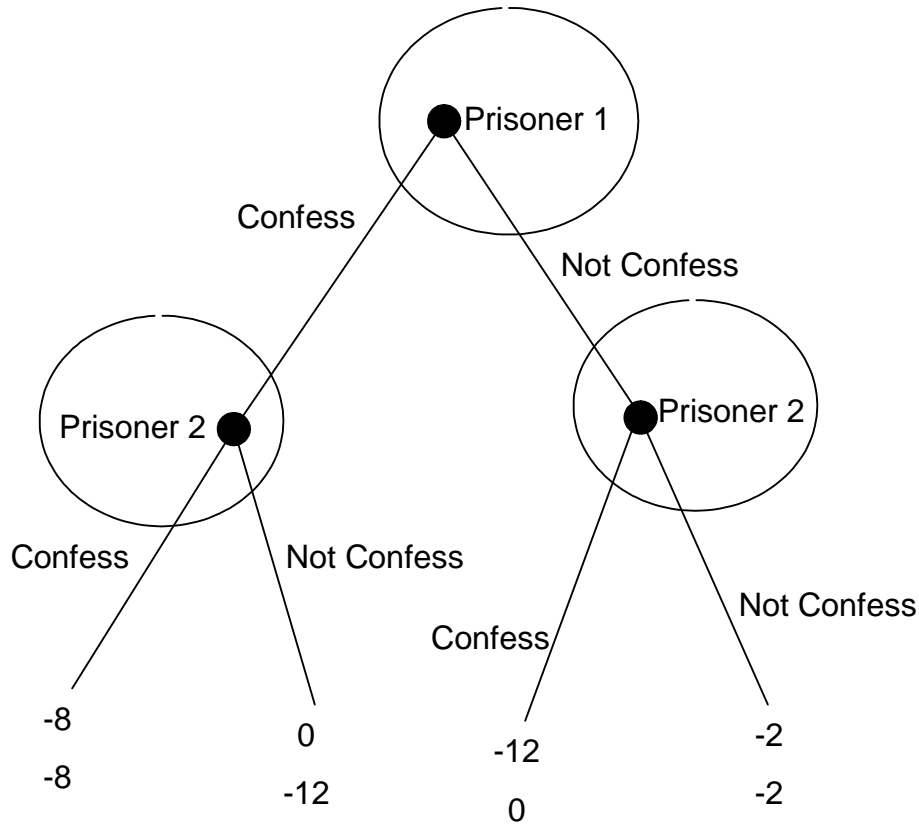 Prisoner 1
Confess
Not Confess
Prisoner 2
Prisoner 2
Confess
Not Confess
Confess
Not Confess
-8
-8
0
-12
-12
0
-2
-2